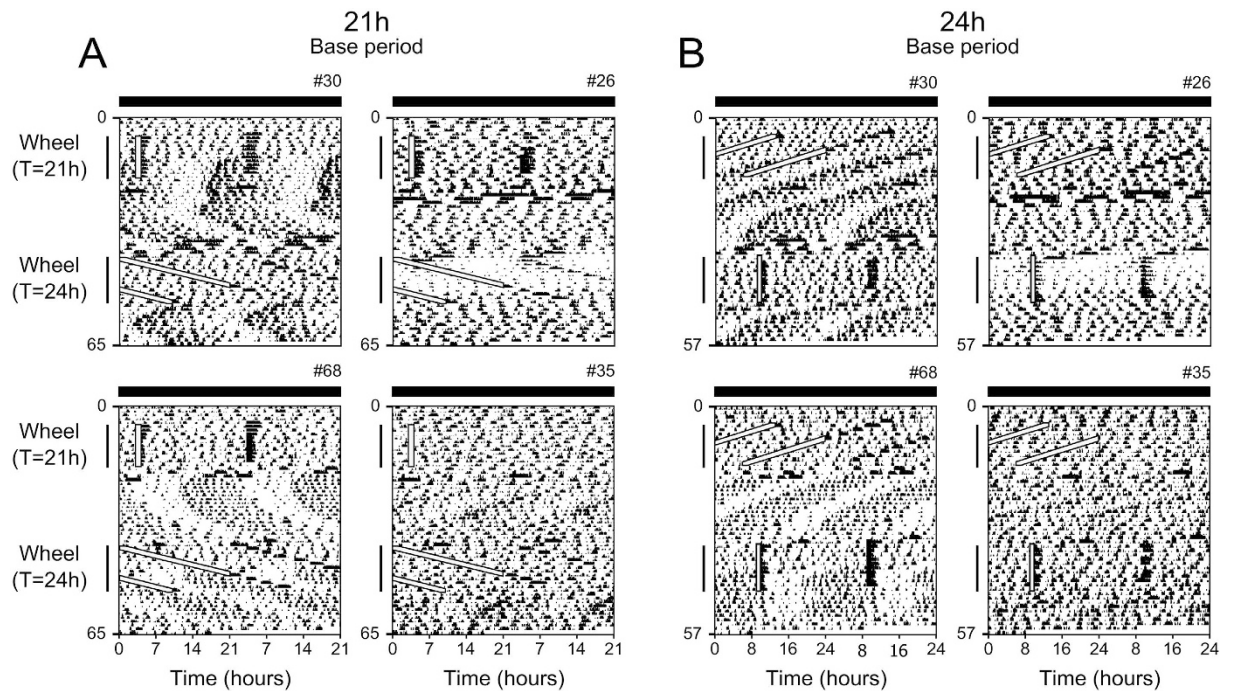 21h
Base period
24h
Base period
A
B
#30
#26
#30
#26
0
0
0
0
Wheel
(T=21h)
Wheel
(T=24h)
65
65
57
57
#68
#35
#68
#35
0
0
0
0
Wheel
(T=21h)
Wheel
(T=24h)
65
65
57
57
0 7 14 21 7 14 21
0 7 14 21 7 14 21
0 8 16 24 8 16 24
0 8 16 24 8 16 24
Time (hours)
Time (hours)
Time (hours)
Time (hours)